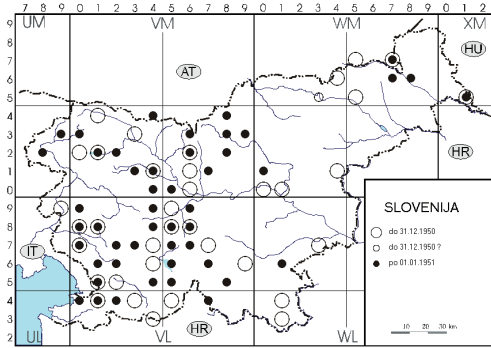 7 8 9 0 1 2 3 4 5 6 7 8 9 0 1 2 3 4 5 6 7 8 9 0 1 2
UM VM WM XM
9
8
7
6
5
4
3
2
1
0
9
8
7
6
5
4
3
2
AT
HU
HR
IT
HR
UL VL WL
SLOVENIJA
do 31.12.1950
do 31.12.1950 ?
po 01.01.1951
10 20 30 km